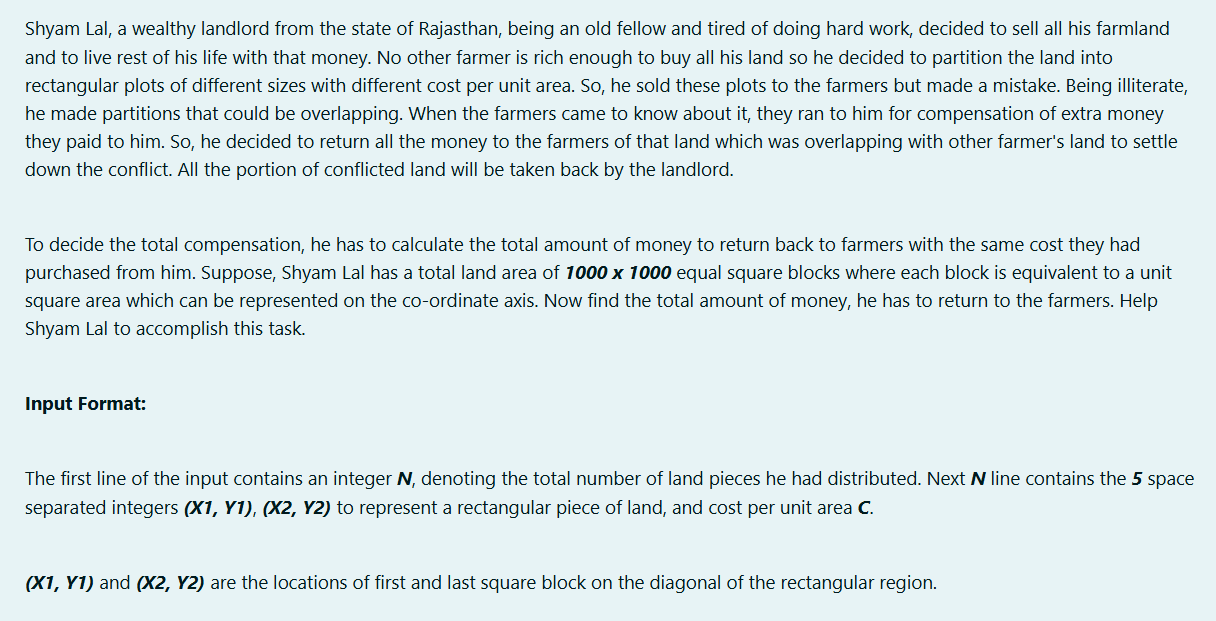 Shyam Lal, a wealthy landlord from the state of Rajasthan, being an old fellow and tired of doing hard work, decided to sell all his farmland
and to live rest of his life with that money. No other farmer is rich enough to buy all his land so he decided to partition the land into
rectangular plots of different sizes with different cost per unit area. So, he sold these plots to the farmers but made a mistake. Being illiterate,
he made partitions that could be overlapping. When the farmers came to know about it, they ran to him for compensation of extra money
they paid to him. So, he decided to return all the money to the farmers of that land which was overlapping with other farmer's land to settle
down the conflict. All the portion of conflicted land will be taken back by the landlord.
To decide the total compensation, he has to calculate the total amount of money to return back to farmers with the same cost they had
purchased from him. Suppose, Shyam Lal has a total land area of 1000 x 1000 equal square blocks where each block is equivalent to a unit
square area which can be represented on the co-ordinate axis. Now find the total amount of money, he has to return to the farmers. Help
Shyam Lal to accomplish this task.
Input Format:
The first line of the input contains an integer N, denoting the total number of land pieces he had distributed. Next N line contains the 5 space
separated integers (X1, Y1), (X2, Y2) to represent a rectangular piece of land, and cost per unit area C.
(X1, Y1) and (X2, Y2) are the locations of first and last square block on the diagonal of the rectangular region.